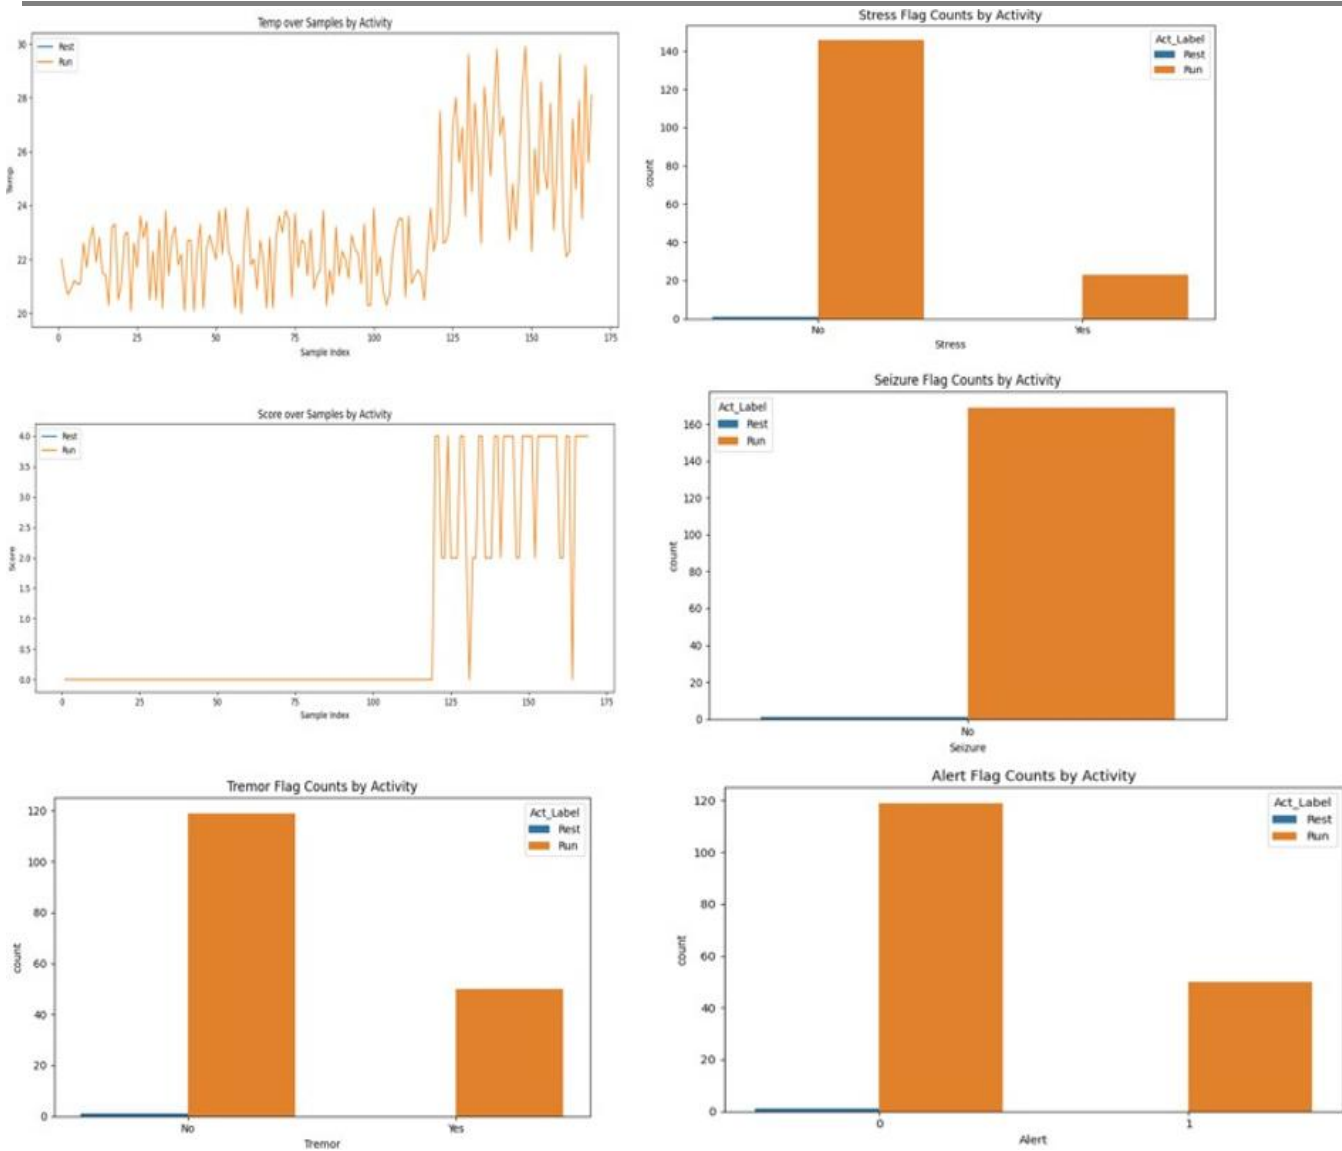 Temp over Samples by Activity
Rest
Run
30
28
26
24
22
20
Temp
0 25 50 75 100 125 150 175
Sample Index
Stress Flag Counts by Activity
Act_Label
Rest
Run
140
120
100
80
60
40
20
0
count
No Yes
Stress
Score over Samples by Activity
Rest
Run
4.0
3.5
3.0
2.5
2.0
1.5
1.0
0.5
0.0
Score
0 25 50 75 100 125 150 175
Sample Index
Seizure Flag Counts by Activity
Act_Label
Rest
Run
160
140
120
100
80
60
40
20
0
count
No
Seizure
Tremor Flag Counts by Activity
Act_Label
Rest
Run
120
100
80
60
40
20
0
count
No Yes
Tremor
Alert Flag Counts by Activity
Act_Label
Rest
Run
120
100
80
60
40
20
0
count
0 1
Alert